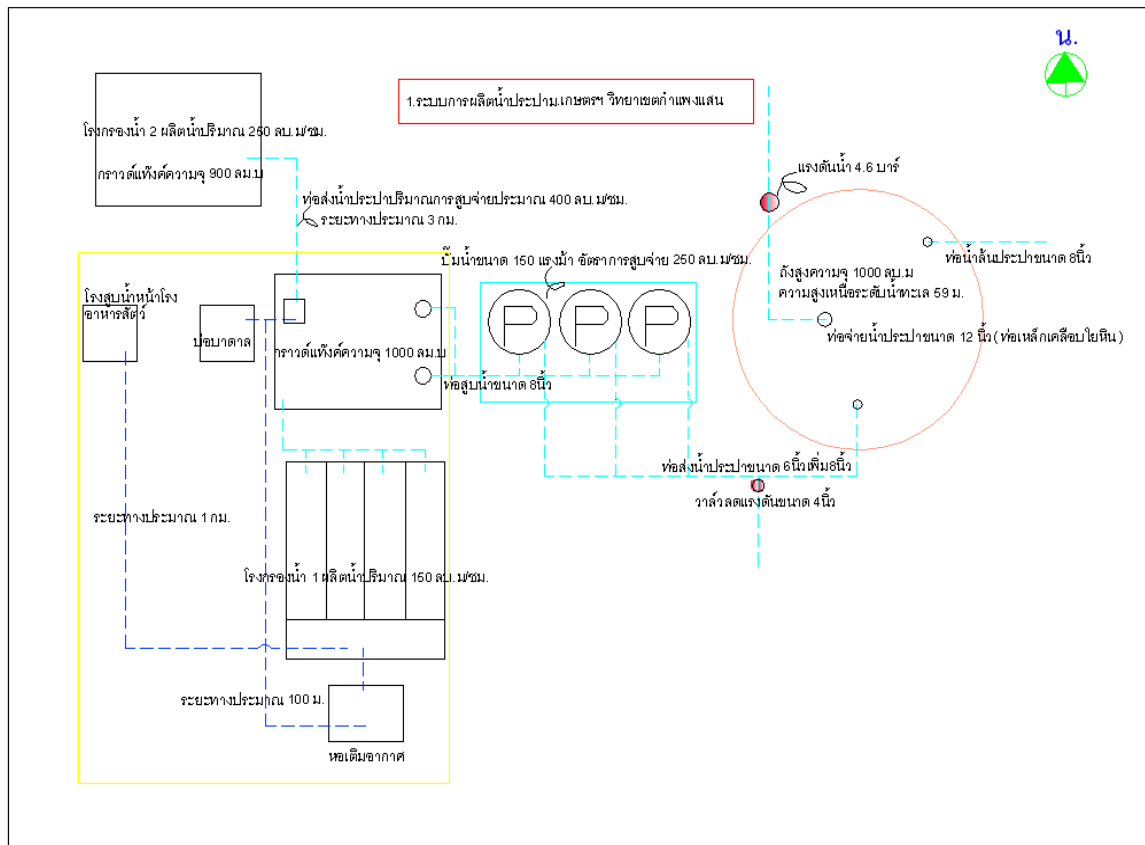 น.
1.ระบบการผลิตน้ำประปาม.เกษตรฯ วิทยาเขตกำแพงแสน
โรงกรองน้ำ 2 ผลิตน้ำปริมาณ 250 ลบ.ม/ชม.
กราวด์แท๊งค์ความจุ 900 ลม.บ
แรงดันน้ำ 4.6 บาร์
ท่อส่งน้ำประปาปริมาณการสูบจ่ายประมาณ 400 ลบ.ม/ชม.
ระยะทางประมาณ 3 กม.
ปั๊มน้ำขนาด 150 แรงม้า อัตราการสูบจ่าย 250 ลบ.ม/ชม.
ท่อน้ำล้นประปาขนาด 8นิ้ว
ถังสูงความจุ 1000 ลบ.ม
ความสูงเหนือระดับน้ำทะเล 59 ม.
โรงสูบน้ำหน้าโรง
อาหารสัตว์
บ่อบาดาล
กราวด์แท๊งค์ความจุ 1000 ลม.บ
P P P
ท่อจ่ายน้ำประปาขนาด 12 นิ้ว ( ท่อเหล็กเคลือบใยหิน )
ท่อสูบน้ำขนาด 8นิ้ว
ท่อส่งน้ำประปาขนาด 6นิ้วเพิ่ม8นิ้ว
วาล์วลดแรงดันขนาด 4นิ้ว
ระยะทางประมาณ 1 กม.
โรงกรองน้ำ 1 ผลิตน้ำปริมาณ 150 ลบ.ม/ชม.
ระยะทางประมาณ 100 ม.
หอเติมอากาศ